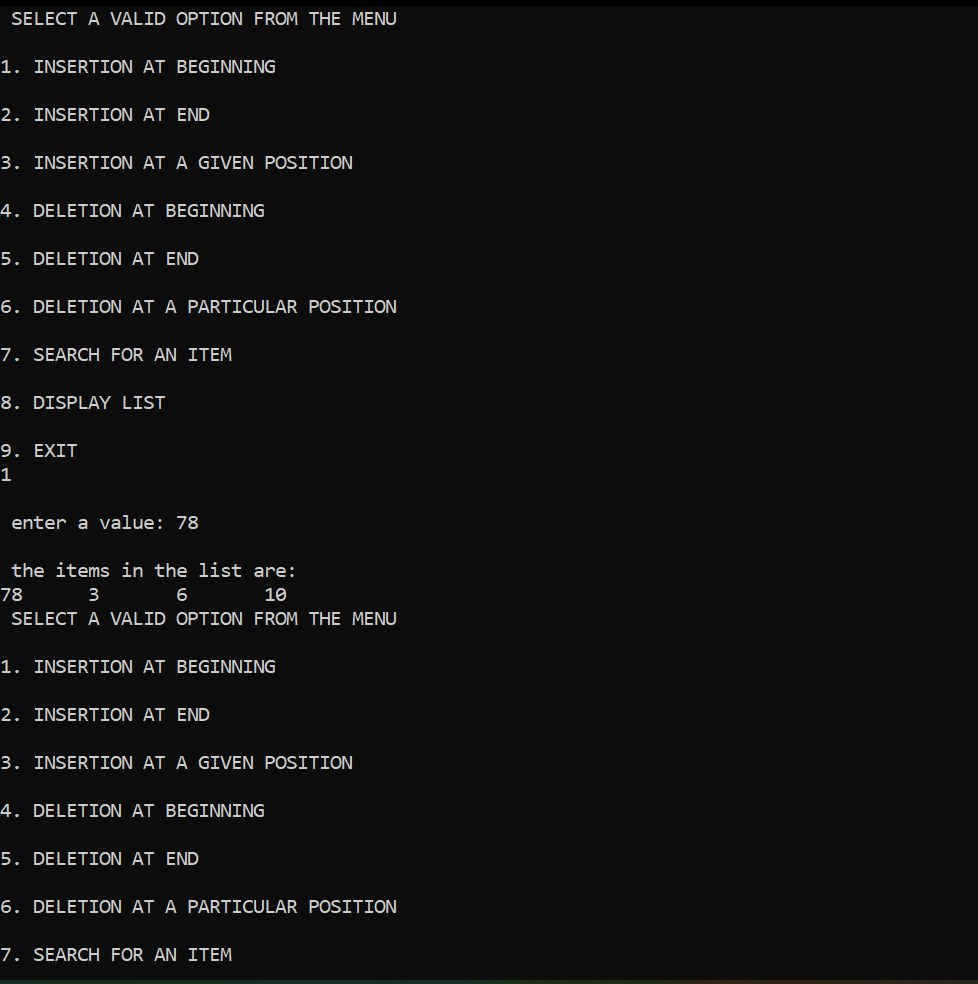 SELECT A VALID OPTION FROM THE MENU
1. INSERTION AT BEGINNING
2. INSERTION AT END
3. INSERTION AT A GIVEN POSITION
4. DELETION AT BEGINNING
5. DELETION AT END
6. DELETION AT A PARTICULAR POSITION
7. SEARCH FOR AN ITEM
8. DISPLAY LIST
9. EXIT
1
enter a value: 78
the items in the list are:
78      3       6       10
SELECT A VALID OPTION FROM THE MENU
1. INSERTION AT BEGINNING
2. INSERTION AT END
3. INSERTION AT A GIVEN POSITION
4. DELETION AT BEGINNING
5. DELETION AT END
6. DELETION AT A PARTICULAR POSITION
7. SEARCH FOR AN ITEM